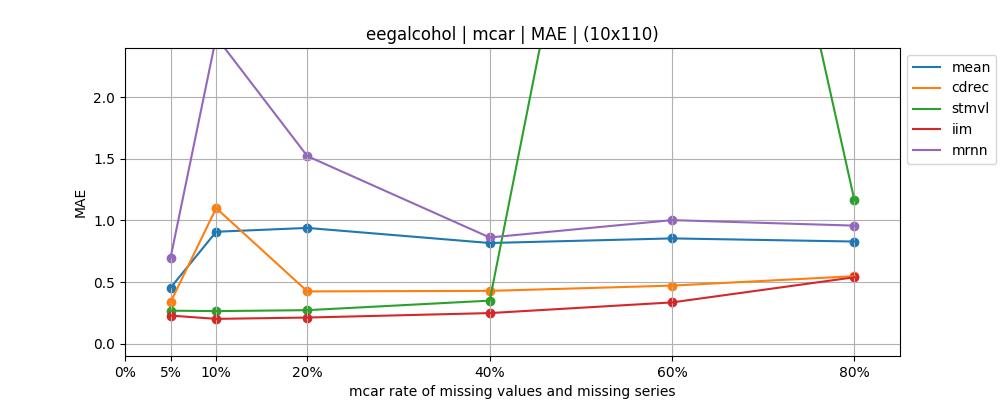 eegalcohol | mcar | MAE | (10x110)
MAE
2.0
1.5
1.0
0.5
0.0
0%
5%
10%
20%
40%
60%
80%
mcar rate of missing values and missing series
mean
cdrec
stmvl
iim
mrnn